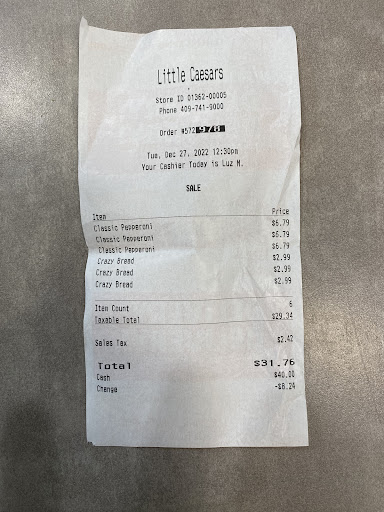 Little Caesars
Store ID 01362-00005
Phone 409-741-9000
Order #572978
Tue, Dec 27, 2022 12:30pm
Your Cashier Today is Luz M.
SALE
Item Price
Classic Pepperoni $6.79
Classic Pepperoni $6.79
Classic Pepperoni $6.79
Crazy Bread $2.99
Crazy Bread $2.99
Crazy Bread $2.99
Item Count 6
Taxable Total $29.34
Sales Tax $2.42
Total $31.76
Cash $40.00
Change -$8.24